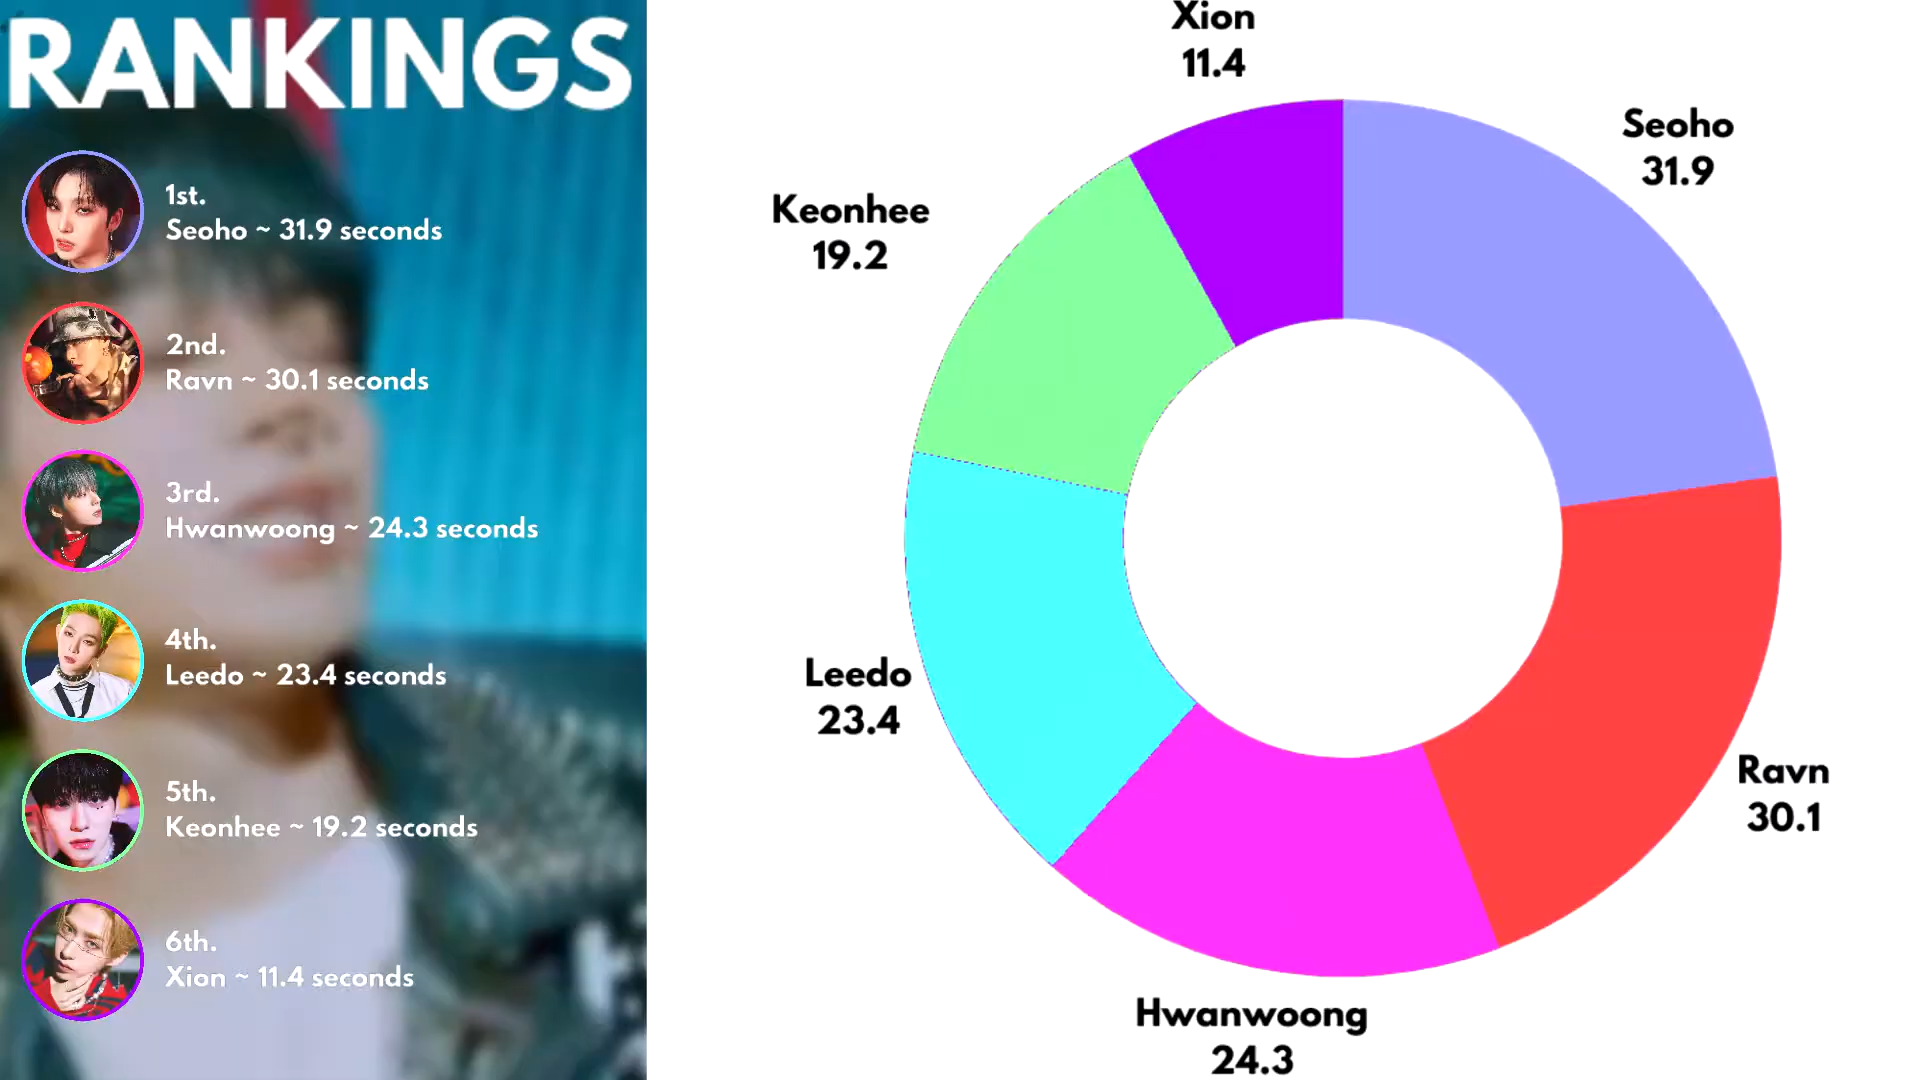 RANKINGS
1st.
Seoho ~ 31.9 seconds
2nd.
Ravn ~ 30.1 seconds
3rd.
Hwanwoong ~ 24.3 seconds
4th.
Leedo ~ 23.4 seconds
5th.
Keonhee ~ 19.2 seconds
6th.
Xion ~ 11.4 seconds
Xion
11.4
Seoho
31.9
Keonhee
19.2
Leedo
23.4
Ravn
30.1
Hwanwoong
24.3